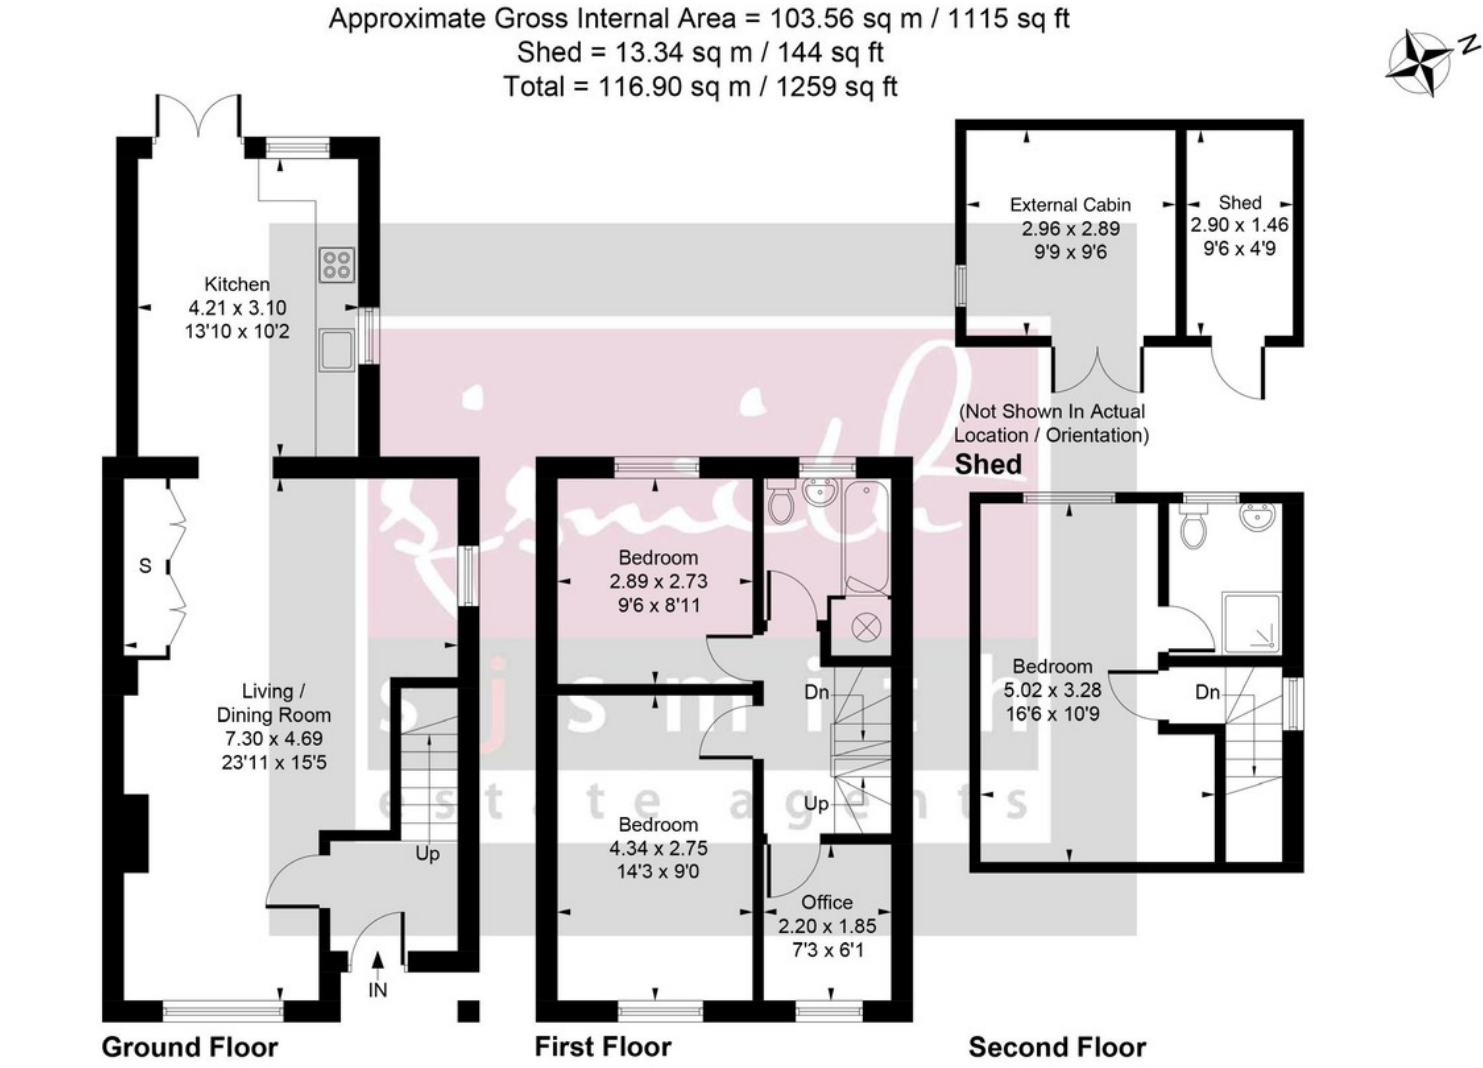 Approximate Gross Internal Area = 103.56 sq m / 1115 sq ft
Shed = 13.34 sq m / 144 sq ft
Total = 116.90 sq m / 1259 sq ft
N
Kitchen
4.21 x 3.10
13'10 x 10'2
S
Living /
Dining Room
7.30 x 4.69
23'11 x 15'5
Up
IN
Ground Floor
Bedroom
2.89 x 2.73
9'6 x 8'11
Dn
Up
Bedroom
4.34 x 2.75
14'3 x 9'0
Office
2.20 x 1.85
7'3 x 6'1
First Floor
External Cabin
2.96 x 2.89
9'9 x 9'6
Shed
2.90 x 1.46
9'6 x 4'9
(Not Shown In Actual
Location / Orientation)
Shed
Bedroom
5.02 x 3.28
16'6 x 10'9
Dn
Second Floor
sjsmith
sjsmith
estate agents